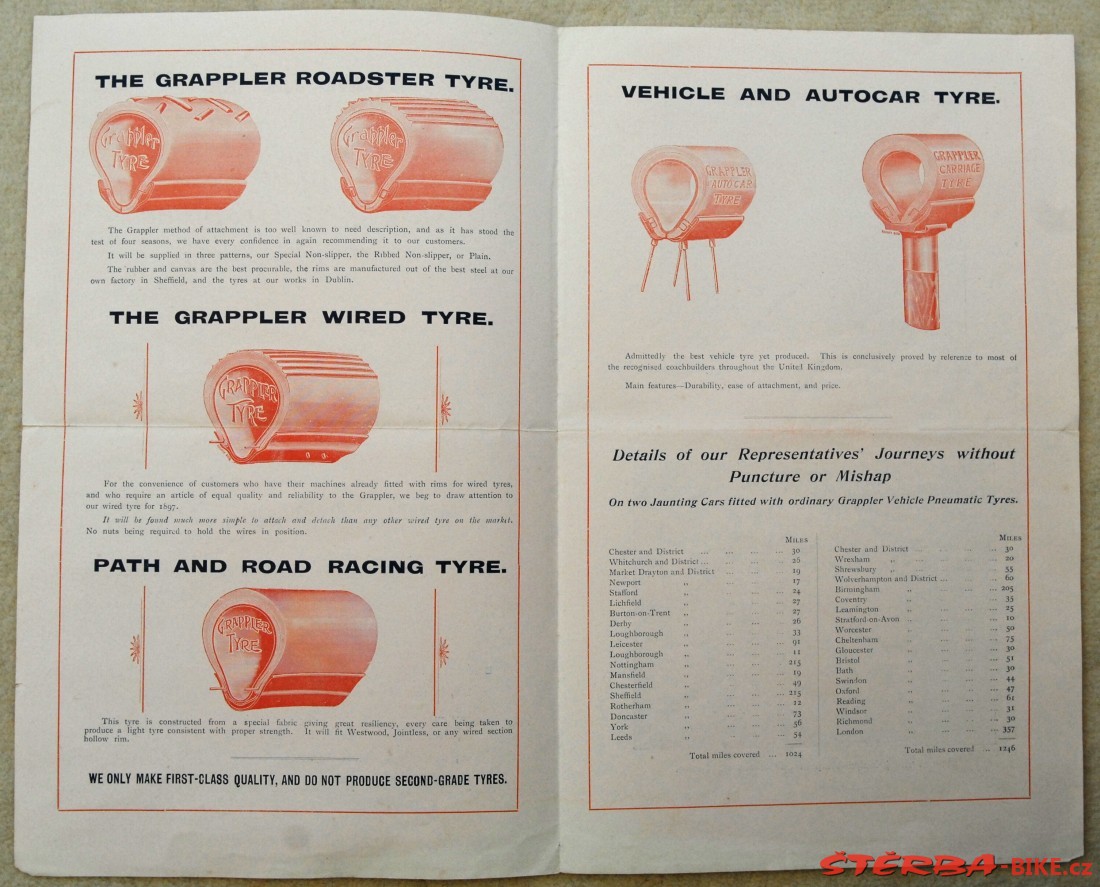 THE GRAPPLER ROADSTER TYRE.
Grappler
TYRE
Grappler
TYRE
The Grappler method of attachment is too well known to need description, and as it has stood the
test of four seasons, we have every confidence in again recommending it to our customers.
It will be supplied in three patterns, our Special Non-slipper, the Ribbed Non-slipper, or Plain.
The rubber and canvas are the best procurable, the rims are manufactured out of the best steel at our
own factory in Sheffield, and the tyres at our works in Dublin.
THE GRAPPLER WIRED TYRE.
GRAPPLER
TYRE
For the convenience of customers who have their machines already fitted with rims for wired tyres,
and who require an article of equal quality and reliability to the Grappler, we beg to draw attention to
our wired tyre for 1897.
It will be found much more simple to attach and detach than any other wired tyre on the market.
No nuts being required to hold the wires in position.
PATH AND ROAD RACING TYRE.
GRAPPLER
TYRE
This tyre is constructed from a special fabric giving great resiliency, every care being taken to
produce a light tyre consistent with proper strength. It will fit Westwood, Jointless, or any wired section
hollow rim.
WE ONLY MAKE FIRST-CLASS QUALITY, AND DO NOT PRODUCE SECOND-GRADE TYRES.
VEHICLE AND AUTOCAR TYRE.
GRAPPLER
AUTOCAR
TYRE
GRAPPLER
CARRIAGE
TYRE
Admittedly the best vehicle tyre yet produced. This is conclusively proved by reference to most of
the recognised coachbuilders throughout the United Kingdom.
Main features—Durability, ease of attachment, and price.
Details of our Representatives' Journeys without
Puncture or Mishap
On two Jaunting Cars fitted with ordinary Grappler Vehicle Pneumatic Tyres.
MILES
Chester and District ... ... ... ... 30
Whitchurch and District ... ... ... ... 28
Market Drayton and District ... ... ... 19
Newport ,, ... ... ... 17
Stafford ,, ... ... ... 24
Lichfield ,, ... ... ... 27
Burton-on-Trent ,, ... ... ... 27
Derby ,, ... ... ... 26
Loughborough ,, ... ... ... 33
Leicester ,, ... ... ... 91
Loughborough ,, ... ... ... 11
Nottingham ,, ... ... ... 215
Mansfield ,, ... ... ... 19
Chesterfield ,, ... ... ... 49
Sheffield ,, ... ... ... 225
Rotherham ,, ... ... ... 12
Doncaster ,, ... ... ... 73
York ,, ... ... ... 56
Leeds ,, ... ... ... 54
Total miles covered ... 1024
MILES
Chester and District ... ... ... 30
Wrexham ,, ... ... ... 20
Shrewsbury ,, ... ... ... 55
Wolverhampton and District ... ... ... 60
Birmingham ,, ... ... ... 205
Coventry ,, ... ... ... 33
Leamington ,, ... ... ... 25
Stratford-on-Avon ,, ... ... ... 10
Worcester ,, ... ... ... 50
Cheltenham ,, ... ... ... 75
Gloucester ,, ... ... ... 30
Bristol ,, ... ... ... 51
Bath ,, ... ... ... 30
Swindon ,, ... ... ... 44
Oxford ,, ... ... ... 47
Reading ,, ... ... ... 61
Windsor ,, ... ... ... 31
Richmond ,, ... ... ... 30
London ,, ... ... ... 357
Total miles covered ... 1246
ŠTĚRBA-BIKE.cz